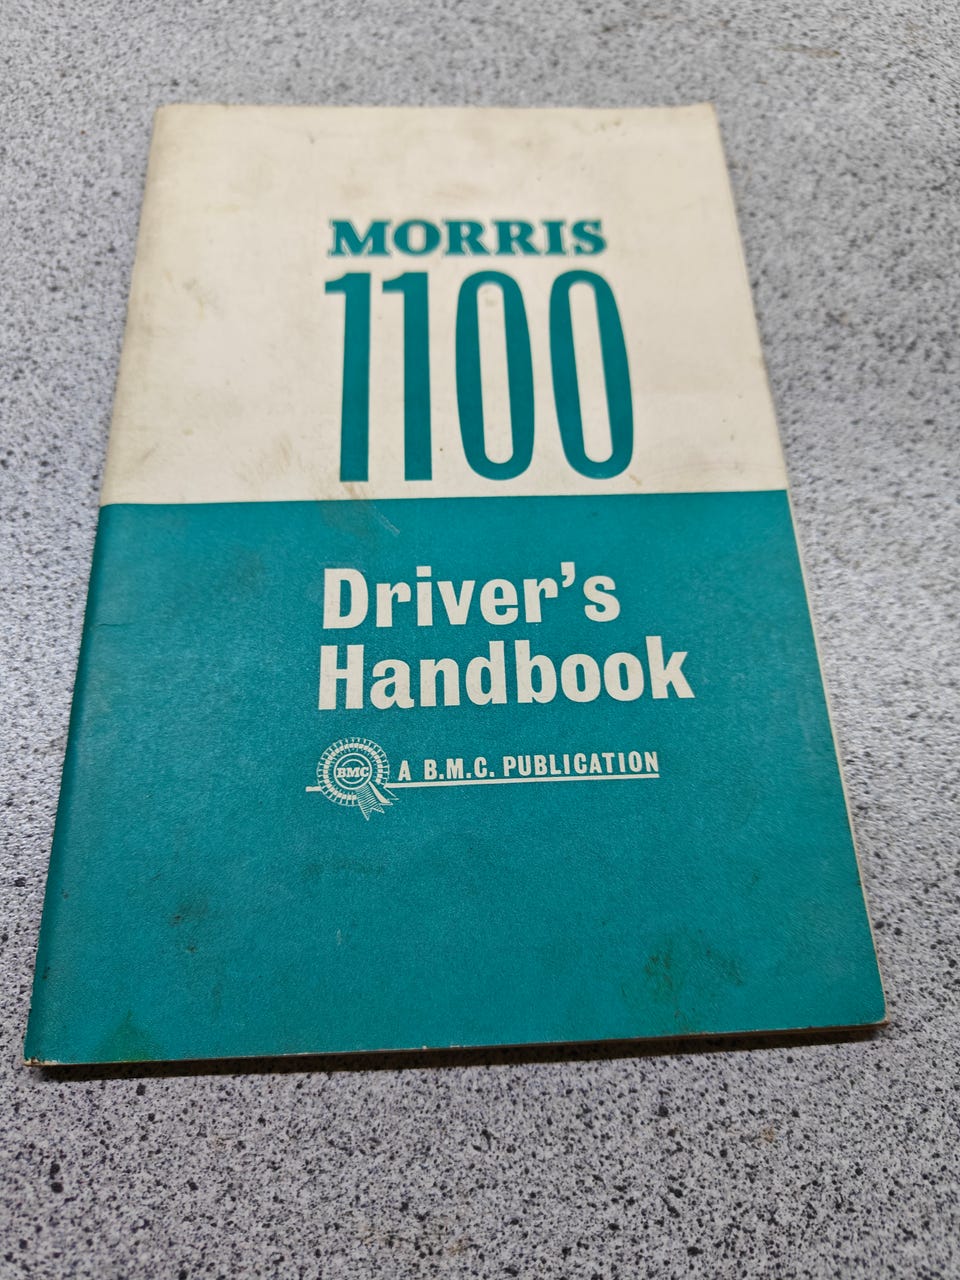 MORRIS
1100
Driver's
Handbook
BMC
A B.M.C. PUBLICATION